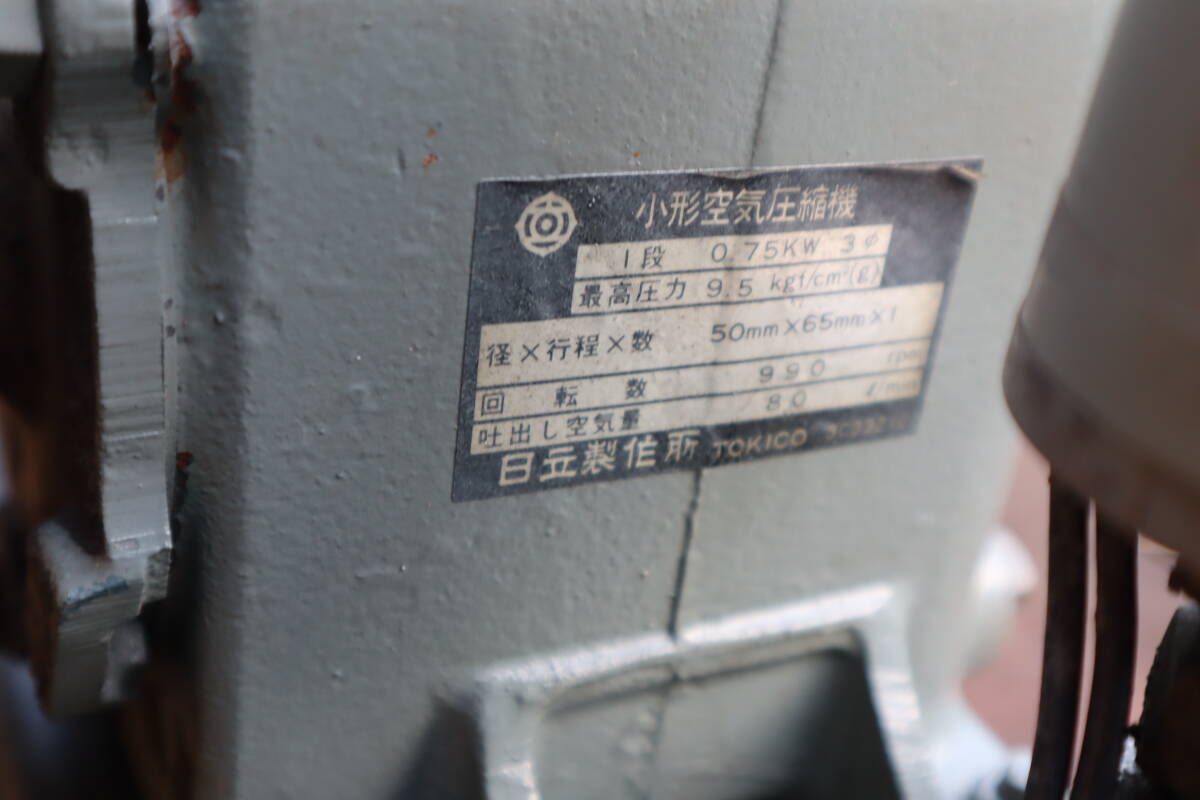 小形空気圧縮機
1段 0.75KW 3φ
最高圧力 9.5 kgf/cm²(g)
径×行程×数 50mm×65mm×1
回転数 990 rpm
吐出し空気量 80 ℓ/min
日立製作所 TOKICO